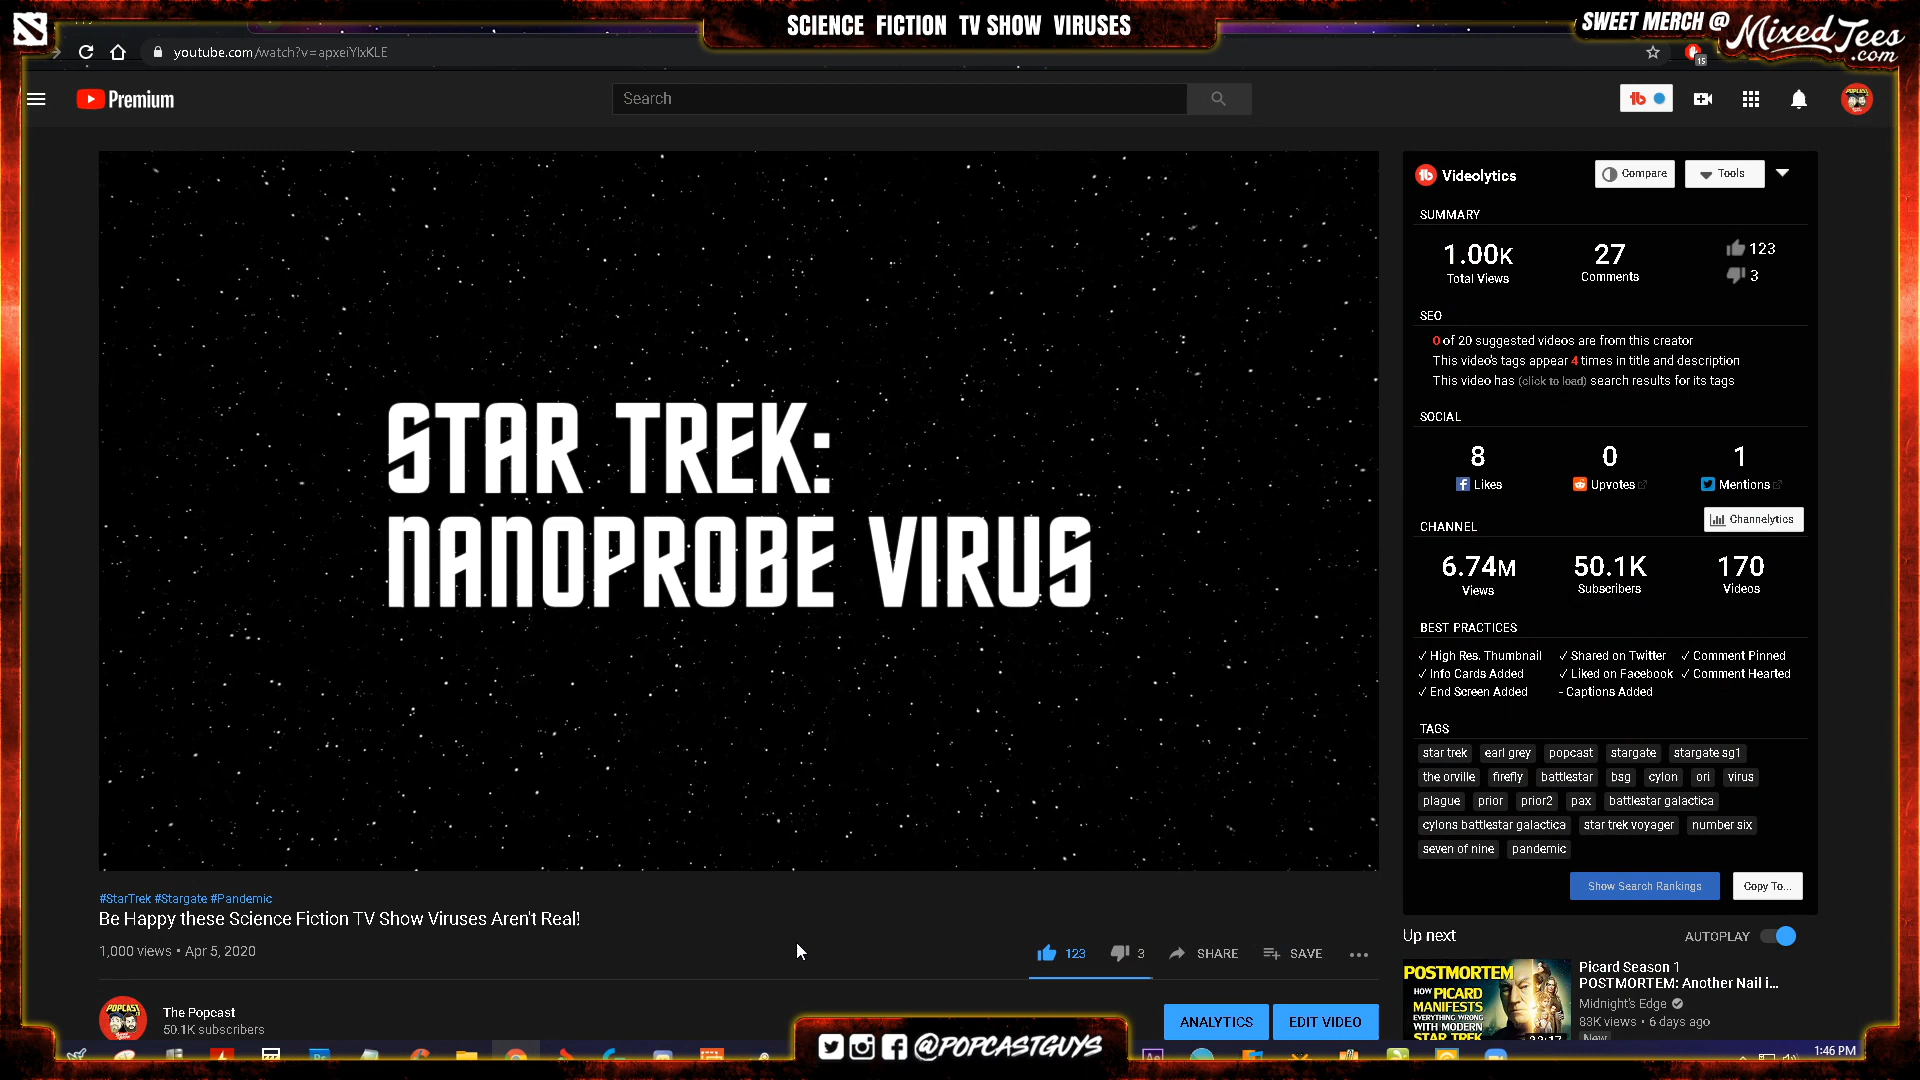 SCIENCE FICTION TV SHOW VIRUSES
SWEET MERCH @ MixedTees.com
youtube.com/watch?v=apxeiYlxKLE
15
Premium
Search
STAR TREK:
NANOPROBE VIRUS
Videolytics
Compare
Tools
SUMMARY
1.00K
27
123
Total Views
Comments
3
SEO
0 of 20 suggested videos are from this creator
This video's tags appear 4 times in title and description
This video has (click to load) search results for its tags
SOCIAL
8 0 1
Likes Upvotes Mentions
CHANNEL
Channelytics
6.74M 50.1K 170
Views Subscribers Videos
BEST PRACTICES
✓ High Res. Thumbnail ✓ Shared on Twitter ✓ Comment Pinned
✓ Info Cards Added ✓ Liked on Facebook ✓ Comment Hearted
✓ End Screen Added - Captions Added
TAGS
star trek earl grey popcast stargate stargate sg1
the orville firefly battlestar bsg cylon ori virus
plague prior prior2 pax battlestar galactica
cylons battlestar galactica star trek voyager number six
seven of nine pandemic
Show Search Rankings Copy To...
#StarTrek #Stargate #Pandemic
Be Happy these Science Fiction TV Show Viruses Aren't Real!
1,000 views • Apr 5, 2020
123 3 SHARE SAVE
The Popcast
50.1K subscribers
ANALYTICS EDIT VIDEO
Up next
AUTOPLAY
POSTMORTEM
HOW PICARD
MANIFESTS
EVERYTHING WRONG
WITH MODERN
STAR TREK
Picard Season 1
POSTMORTEM: Another Nail i...
Midnight's Edge
83K views • 6 days ago
New
@POPCASTGUYS
1:46 PM